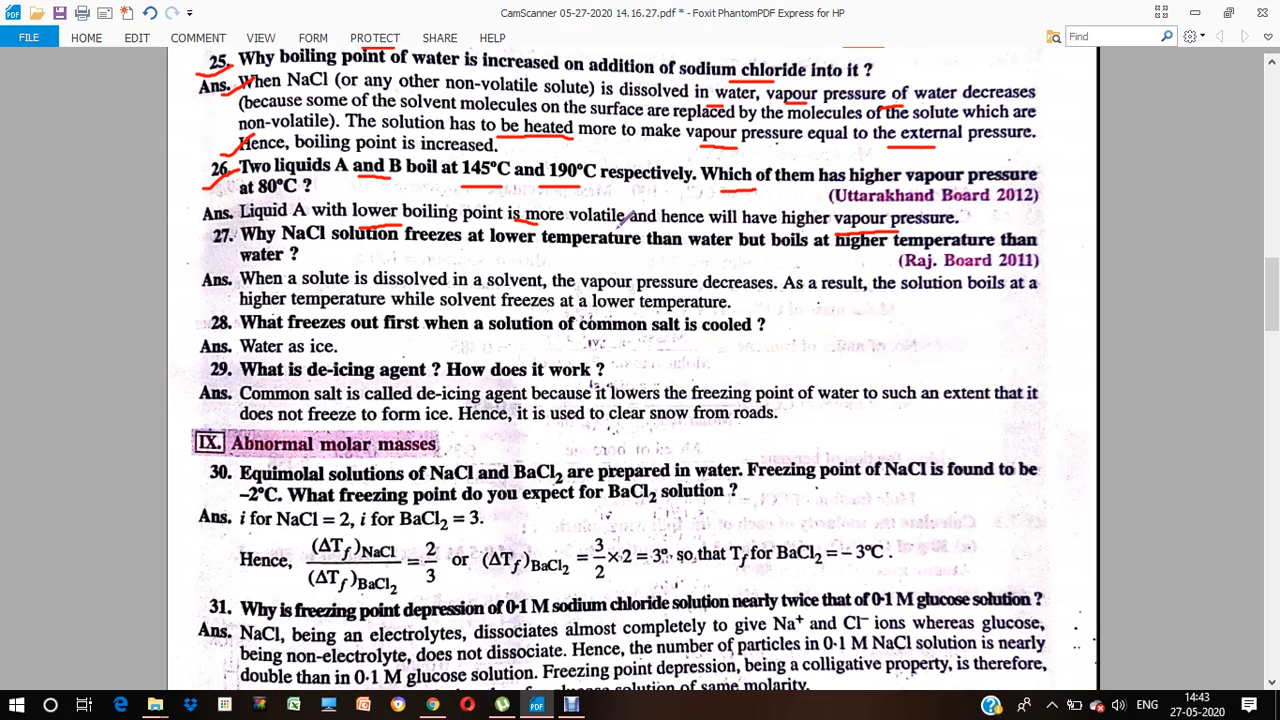 CamScanner 05-27-2020 14.16.27.pdf * - Foxit PhantomPDF Express for HP
FILE HOME EDIT COMMENT VIEW FORM PROTECT SHARE HELP Find
25. Why boiling point of water is increased on addition of sodium chloride into it ?
Ans. When NaCl (or any other non-volatile solute) is dissolved in water, vapour pressure of water decreases
(because some of the solvent molecules on the surface are replaced by the molecules of the solute which are
non-volatile). The solution has to be heated more to make vapour pressure equal to the external pressure.
Hence, boiling point is increased.
26. Two liquids A and B boil at 145°C and 190°C respectively. Which of them has higher vapour pressure
at 80°C ?
(Uttarakhand Board 2012)
Ans. Liquid A with lower boiling point is more volatile and hence will have higher vapour pressure.
27. Why NaCl solution freezes at lower temperature than water but boils at higher temperature than
water ?
(Raj. Board 2011)
Ans. When a solute is dissolved in a solvent, the vapour pressure decreases. As a result, the solution boils at a
higher temperature while solvent freezes at a lower temperature.
28. What freezes out first when a solution of common salt is cooled ?
Ans. Water as ice.
29. What is de-icing agent ? How does it work ?
Ans. Common salt is called de-icing agent because it lowers the freezing point of water to such an extent that it
does not freeze to form ice. Hence, it is used to clear snow from roads.
IX. Abnormal molar masses
30. Equimolal solutions of NaCl and BaCl₂ are prepared in water. Freezing point of NaCl is found to be
–2°C. What freezing point do you expect for BaCl₂ solution ?
Ans. i for NaCl = 2, i for BaCl₂ = 3.
Hence, (ΔT_f)_NaCl / (ΔT_f)_BaCl₂ = 2/3 or (ΔT_f)_BaCl₂ = 3/2 × 2 = 3°, so that T_f for BaCl₂ = – 3°C .
31. Why is freezing point depression of 0·1 M sodium chloride solution nearly twice that of 0·1 M glucose solution ?
Ans. NaCl, being an electrolytes, dissociates almost completely to give Na⁺ and Cl⁻ ions whereas glucose,
being non-electrolyte, does not dissociate. Hence, the number of particles in 0·1 M NaCl solution is nearly
double than in 0·1 M glucose solution. Freezing point depression, being a colligative property, is therefore,
solution of same molarity.
ENG
14:43
27-05-2020